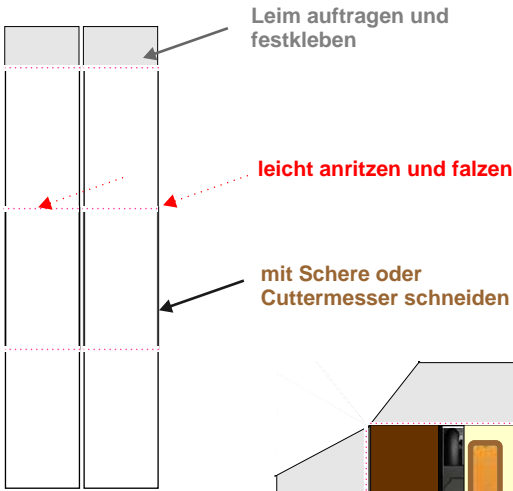 Leim auftragen und
festkleben
leicht anritzen und falzen
mit Schere oder
Cuttermesser schneiden